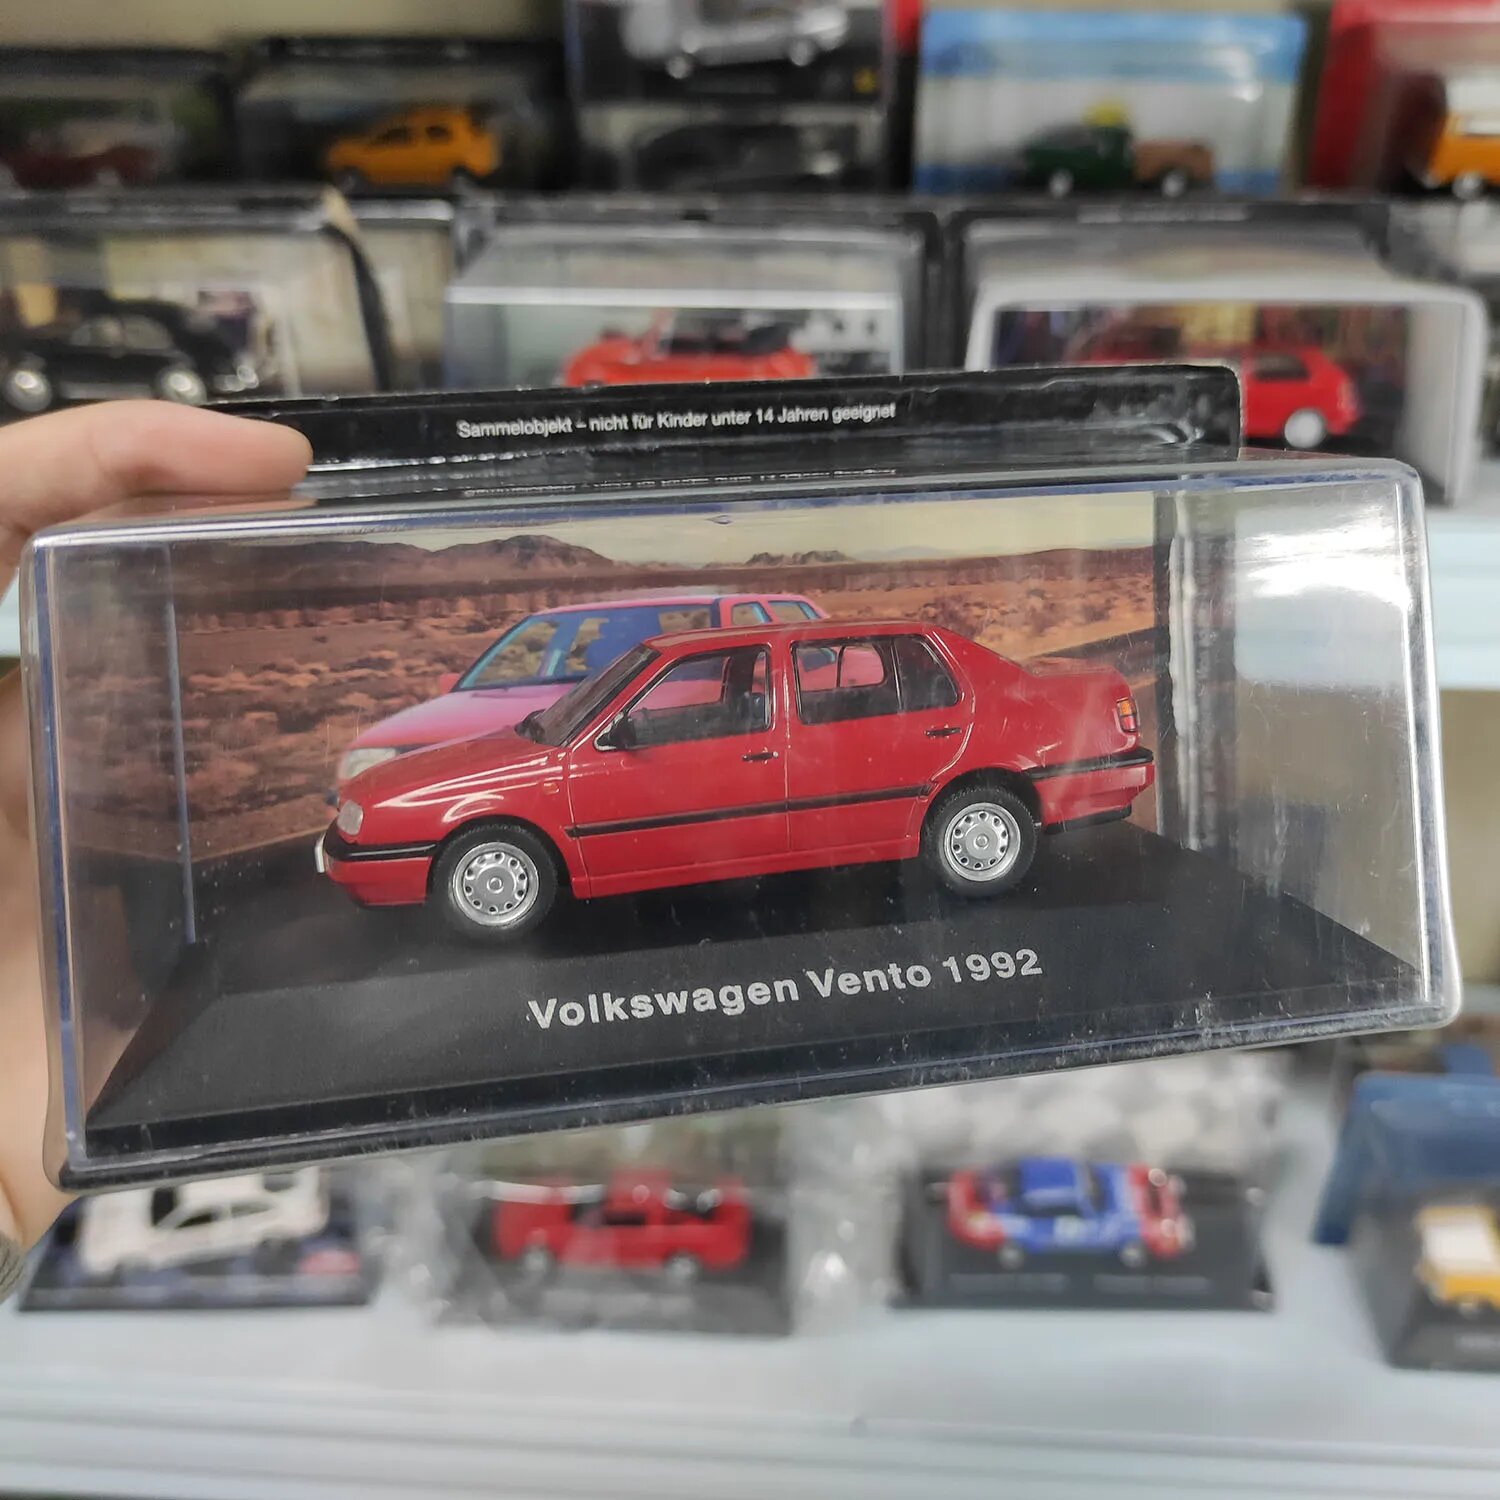 Sammelobjekt – nicht für Kinder unter 14 Jahren geeignet
Volkswagen Vento 1992